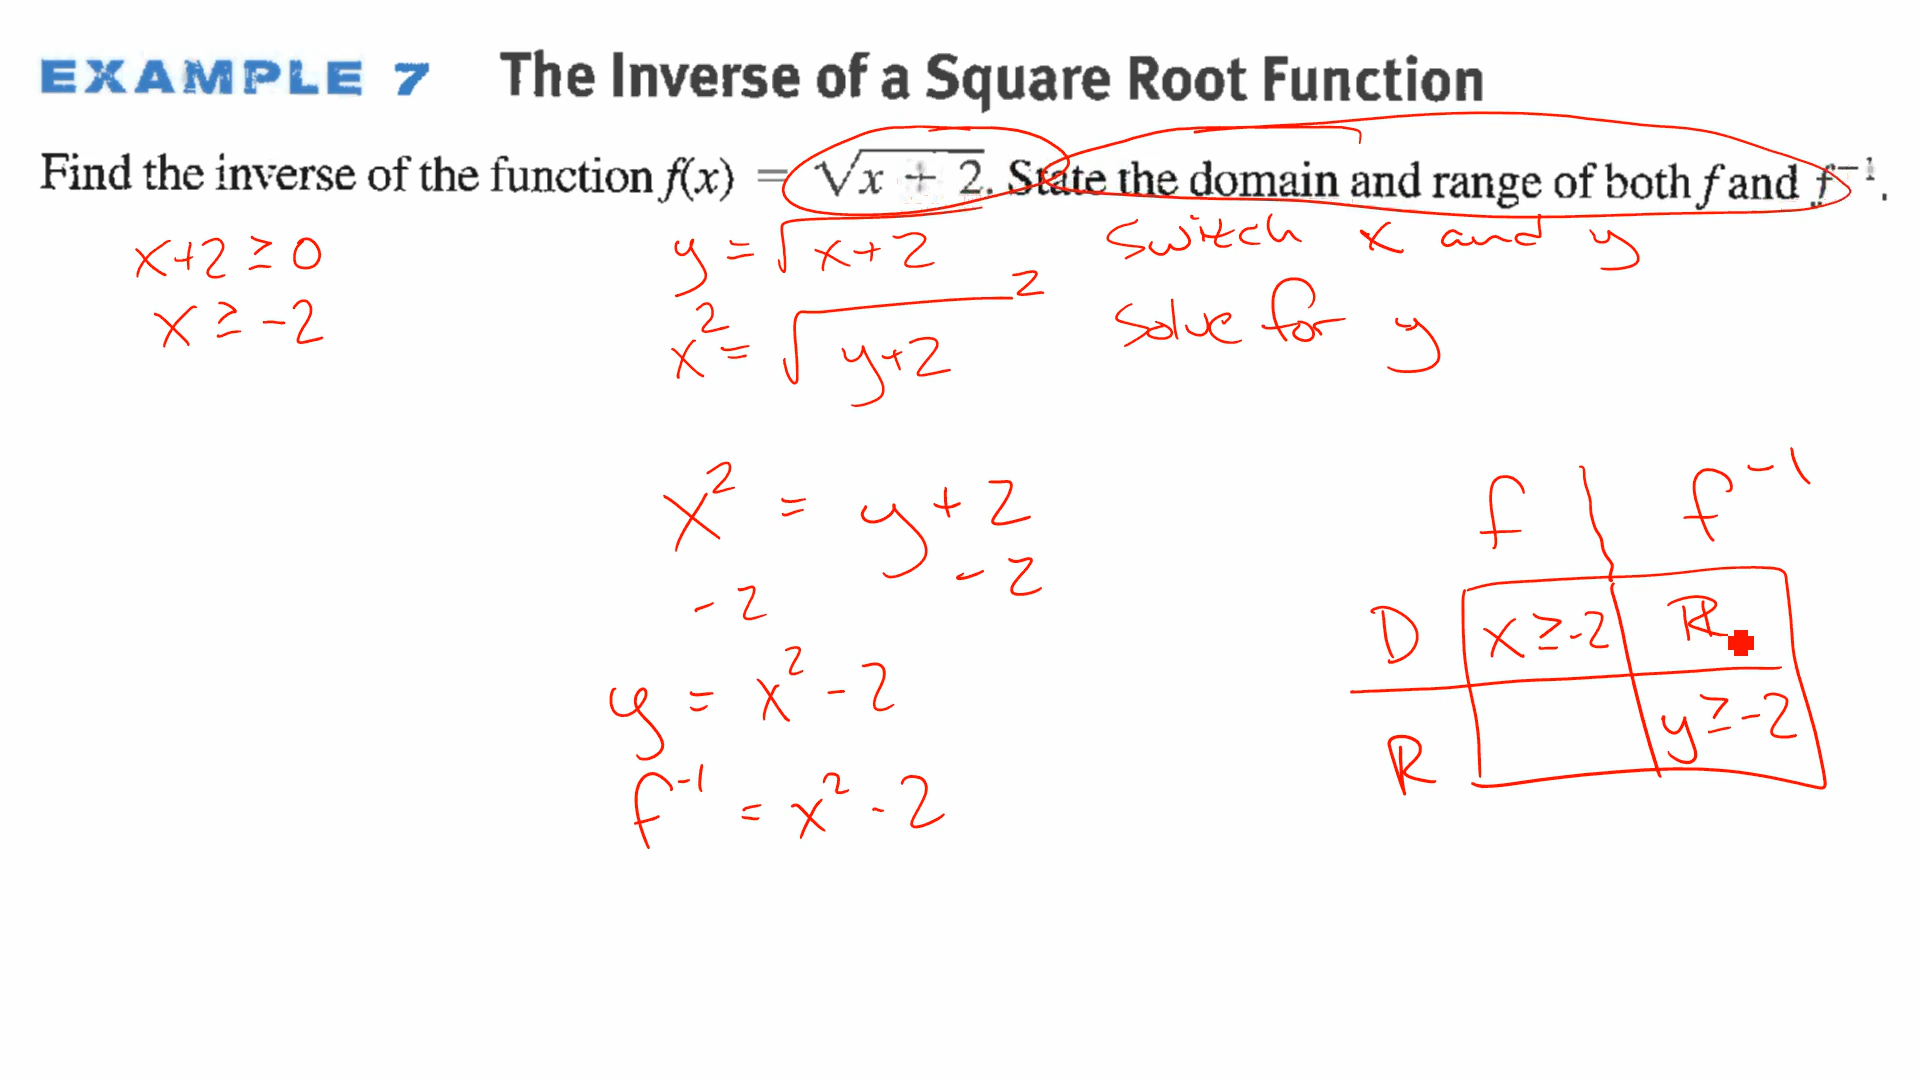 EXAMPLE 7 The Inverse of a Square Root Function
Find the inverse of the function f(x) = √x + 2. State the domain and range of both f and f⁻¹.
x+2 ≥ 0
x ≥ -2
y = √x+2
x² = √y+2²
switch x and y
solve for y
x² = y+2
-2 -2
y = x² - 2
f⁻¹ = x² - 2
f f⁻¹
D x ≥ -2 ℝ
R y ≥ -2